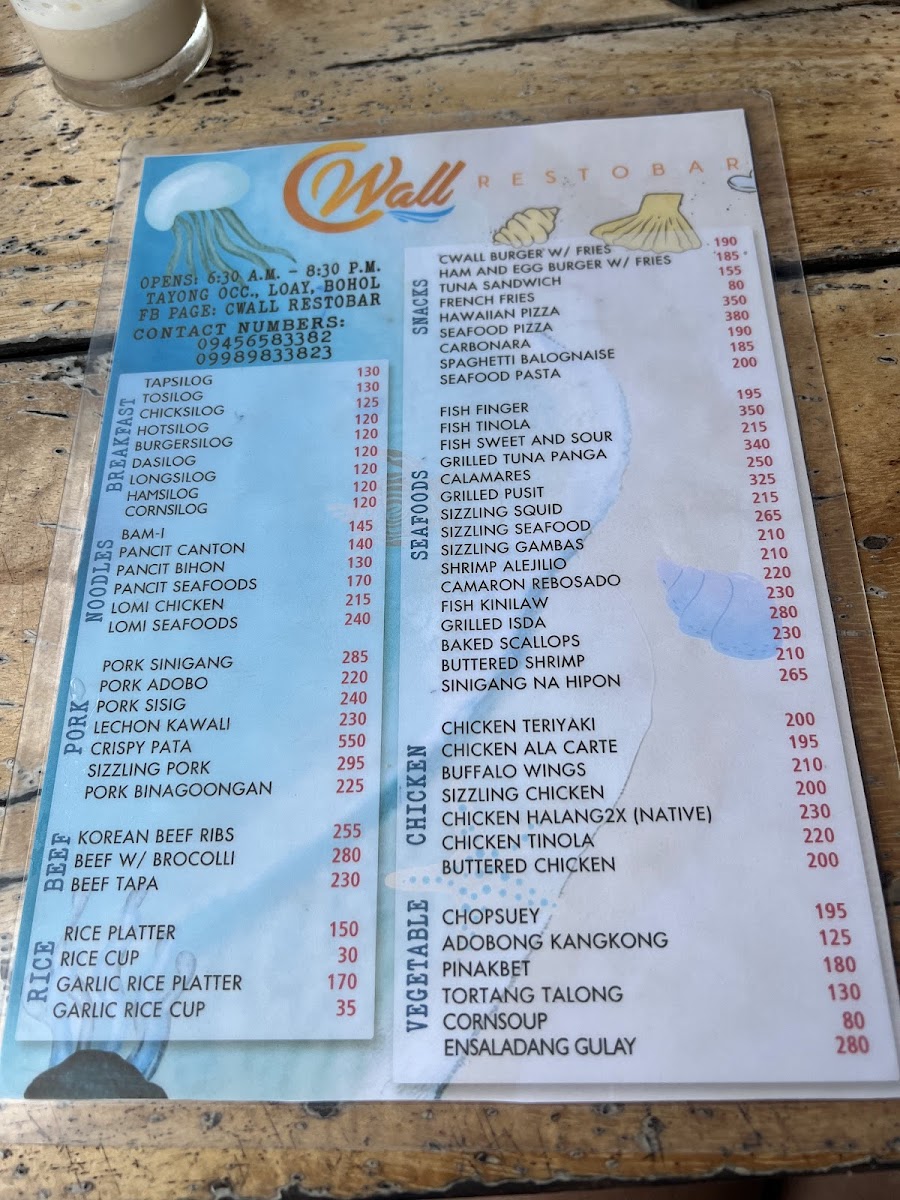 CWall RESTOBAR
OPENS: 6:30 A.M. - 8:30 P.M.
TAYONG OCC., LOAY, BOHOL
FB PAGE: CWALL RESTOBAR
CONTACT NUMBERS:
09456583382
09989833823
BREAKFAST
TAPSILOG 130
TOSILOG 130
CHICKSILOG 125
HOTSILOG 120
BURGERSILOG 120
DASILOG 120
LONGSILOG 120
HAMSILOG 120
CORNSILOG 120
NOODLES
BAM-I 145
PANCIT CANTON 140
PANCIT BIHON 130
PANCIT SEAFOODS 170
LOMI CHICKEN 215
LOMI SEAFOODS 240
PORK
PORK SINIGANG 285
PORK ADOBO 220
PORK SISIG 240
LECHON KAWALI 230
CRISPY PATA 550
SIZZLING PORK 295
PORK BINAGOONGAN 225
BEEF
KOREAN BEEF RIBS 255
BEEF W/ BROCOLLI 280
BEEF TAPA 230
RICE
RICE PLATTER 150
RICE CUP 30
GARLIC RICE PLATTER 170
GARLIC RICE CUP 35
SNACKS
CWALL BURGER W/ FRIES 190
HAM AND EGG BURGER W/ FRIES 185
TUNA SANDWICH 155
FRENCH FRIES 80
HAWAIIAN PIZZA 350
SEAFOOD PIZZA 380
CARBONARA 190
SPAGHETTI BALOGNAISE 185
SEAFOOD PASTA 200
SEAFOODS
FISH FINGER 195
FISH TINOLA 350
FISH SWEET AND SOUR 215
GRILLED TUNA PANGA 340
CALAMARES 250
GRILLED PUSIT 325
SIZZLING SQUID 215
SIZZLING SEAFOOD 265
SIZZLING GAMBAS 210
SHRIMP ALEJILIO 210
CAMARON REBOSADO 220
FISH KINILAW 230
GRILLED ISDA 280
BAKED SCALLOPS 230
BUTTERED SHRIMP 210
SINIGANG NA HIPON 265
CHICKEN
CHICKEN TERIYAKI 200
CHICKEN ALA CARTE 195
BUFFALO WINGS 210
SIZZLING CHICKEN 200
CHICKEN HALANG2X (NATIVE) 230
CHICKEN TINOLA 220
BUTTERED CHICKEN 200
VEGETABLE
CHOPSUEY 195
ADOBONG KANGKONG 125
PINAKBET 180
TORTANG TALONG 130
CORNSOUP 80
ENSALADANG GULAY 280